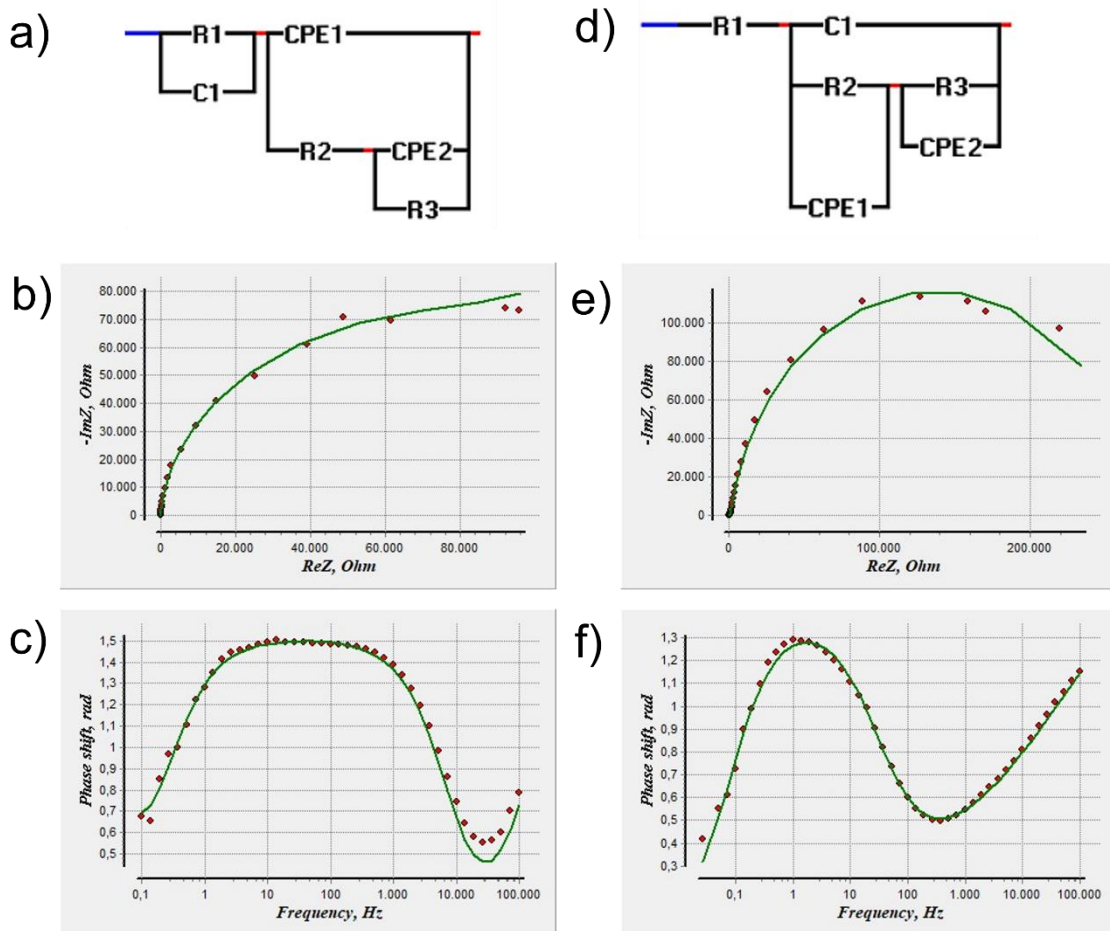 a)
R1
CPE1
C1
R2
CPE2
R3
d)
R1
C1
R2
R3
CPE2
CPE1
b)
80.000
70.000
60.000
50.000
40.000
30.000
20.000
10.000
0
-ImZ, Ohm
0
20.000
40.000
60.000
80.000
ReZ, Ohm
e)
100.000
80.000
60.000
40.000
20.000
0
-ImZ, Ohm
0
100.000
200.000
ReZ, Ohm
c)
1,5
1,4
1,3
1,2
1,1
1
0,9
0,8
0,7
0,6
0,5
Phase shift, rad
0,1
1
10
100
1.000
10.000
100.000
Frequency, Hz
f)
1,3
1,2
1,1
1
0,9
0,8
0,7
0,6
0,5
0,4
0,3
Phase shift, rad
0,1
1
10
100
1.000
10.000
100.000
Frequency, Hz